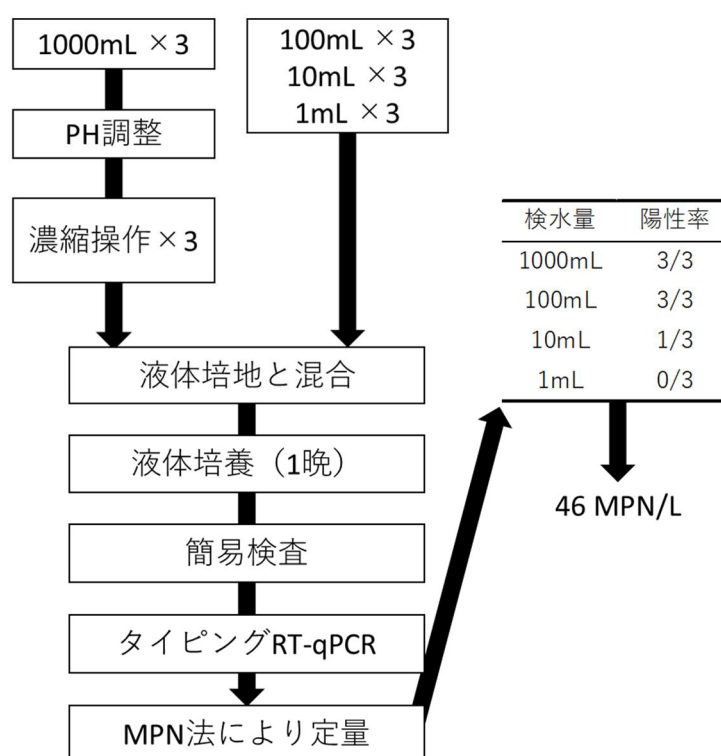 1000mL ×3
100mL ×3
10mL ×3
1mL ×3
PH調整
濃縮操作×3
液体培地と混合
液体培養（1晩）
簡易検査
タイピングRT-qPCR
MPN法により定量
検水量 陽性率
1000mL 3/3
100mL 3/3
10mL 1/3
1mL 0/3
46 MPN/L